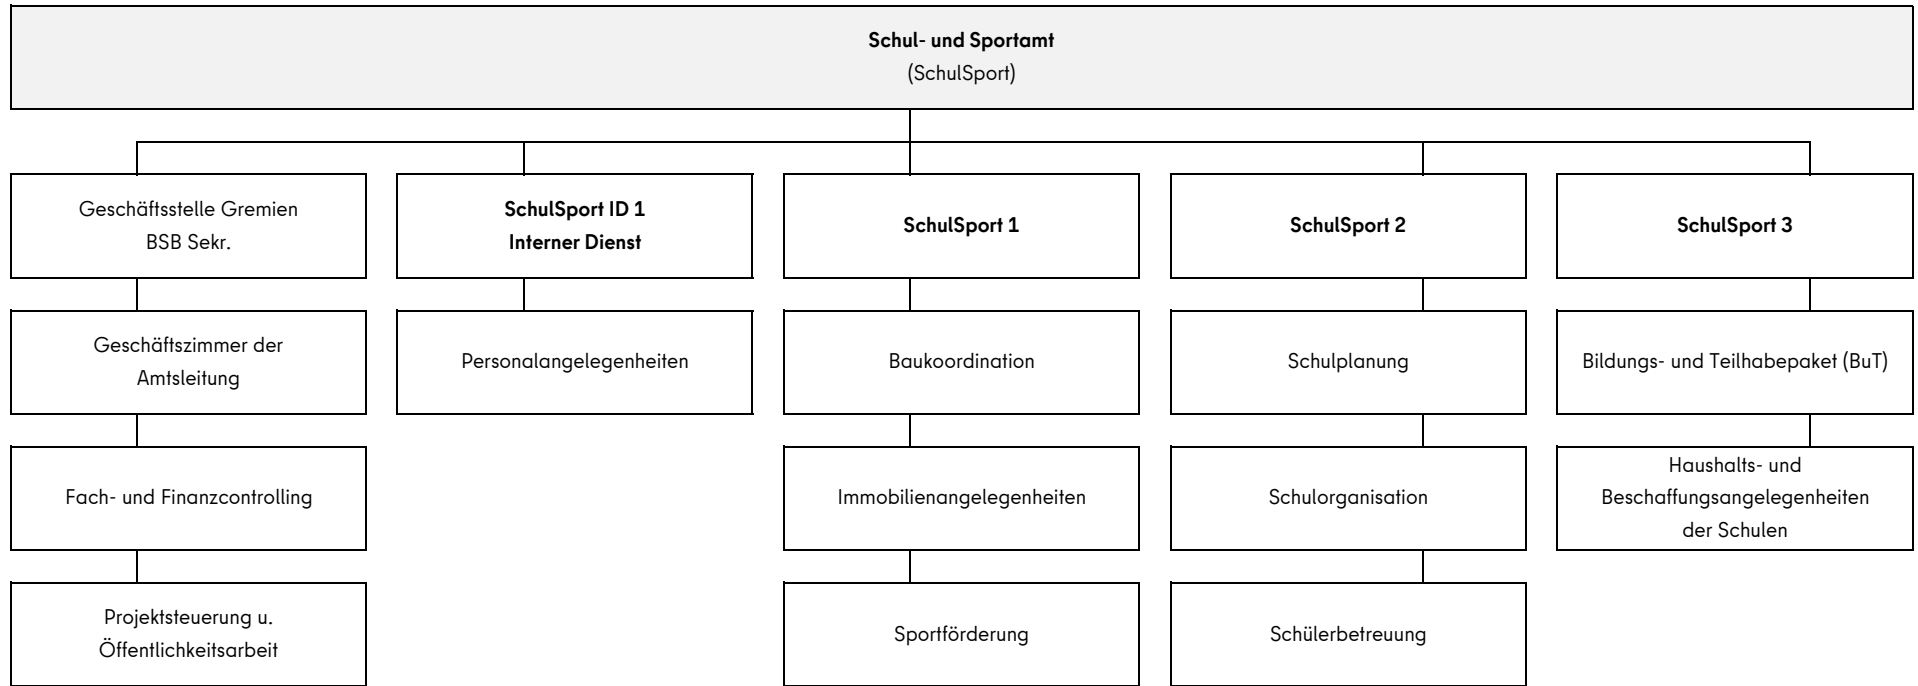 Schul- und Sportamt
(SchulSport)
Geschäftsstelle Gremien
BSB Sekr.
SchulSport ID 1
Interner Dienst
SchulSport 1
SchulSport 2
SchulSport 3
Geschäftszimmer der
Amtsleitung
Personalangelegenheiten
Baukoordination
Schulplanung
Bildungs- und Teilhabepaket (BuT)
Fach- und Finanzcontrolling
Immobilienangelegenheiten
Schulorganisation
Haushalts- und
Beschaffungsangelegenheiten
der Schulen
Projektsteuerung u.
Öffentlichkeitsarbeit
Sportförderung
Schülerbetreuung